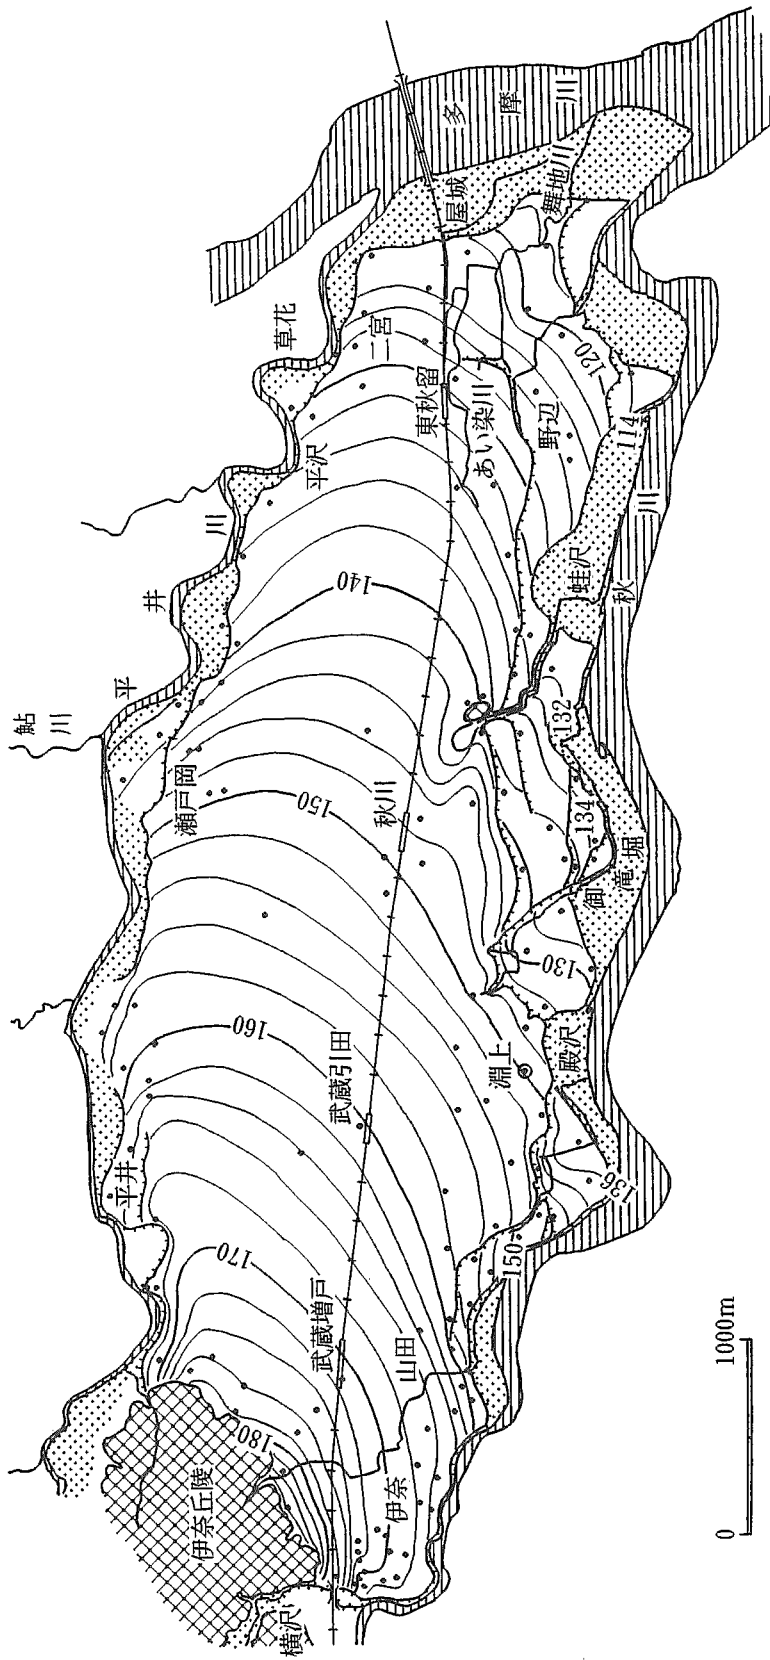 多摩川
屋城
舞地川
草花
二宮
東秋留
あい染川
野辺
120
114
平沢
平井川
秋川
蛙沢
140
鮎川
瀬戸岡
150
秋川
132
134
御滝堀
130
160
武蔵引田
淵上
殿沢
平井
136
170
武蔵増戸
150
山田
180
伊奈丘陵
伊奈
横沢
0
1000m